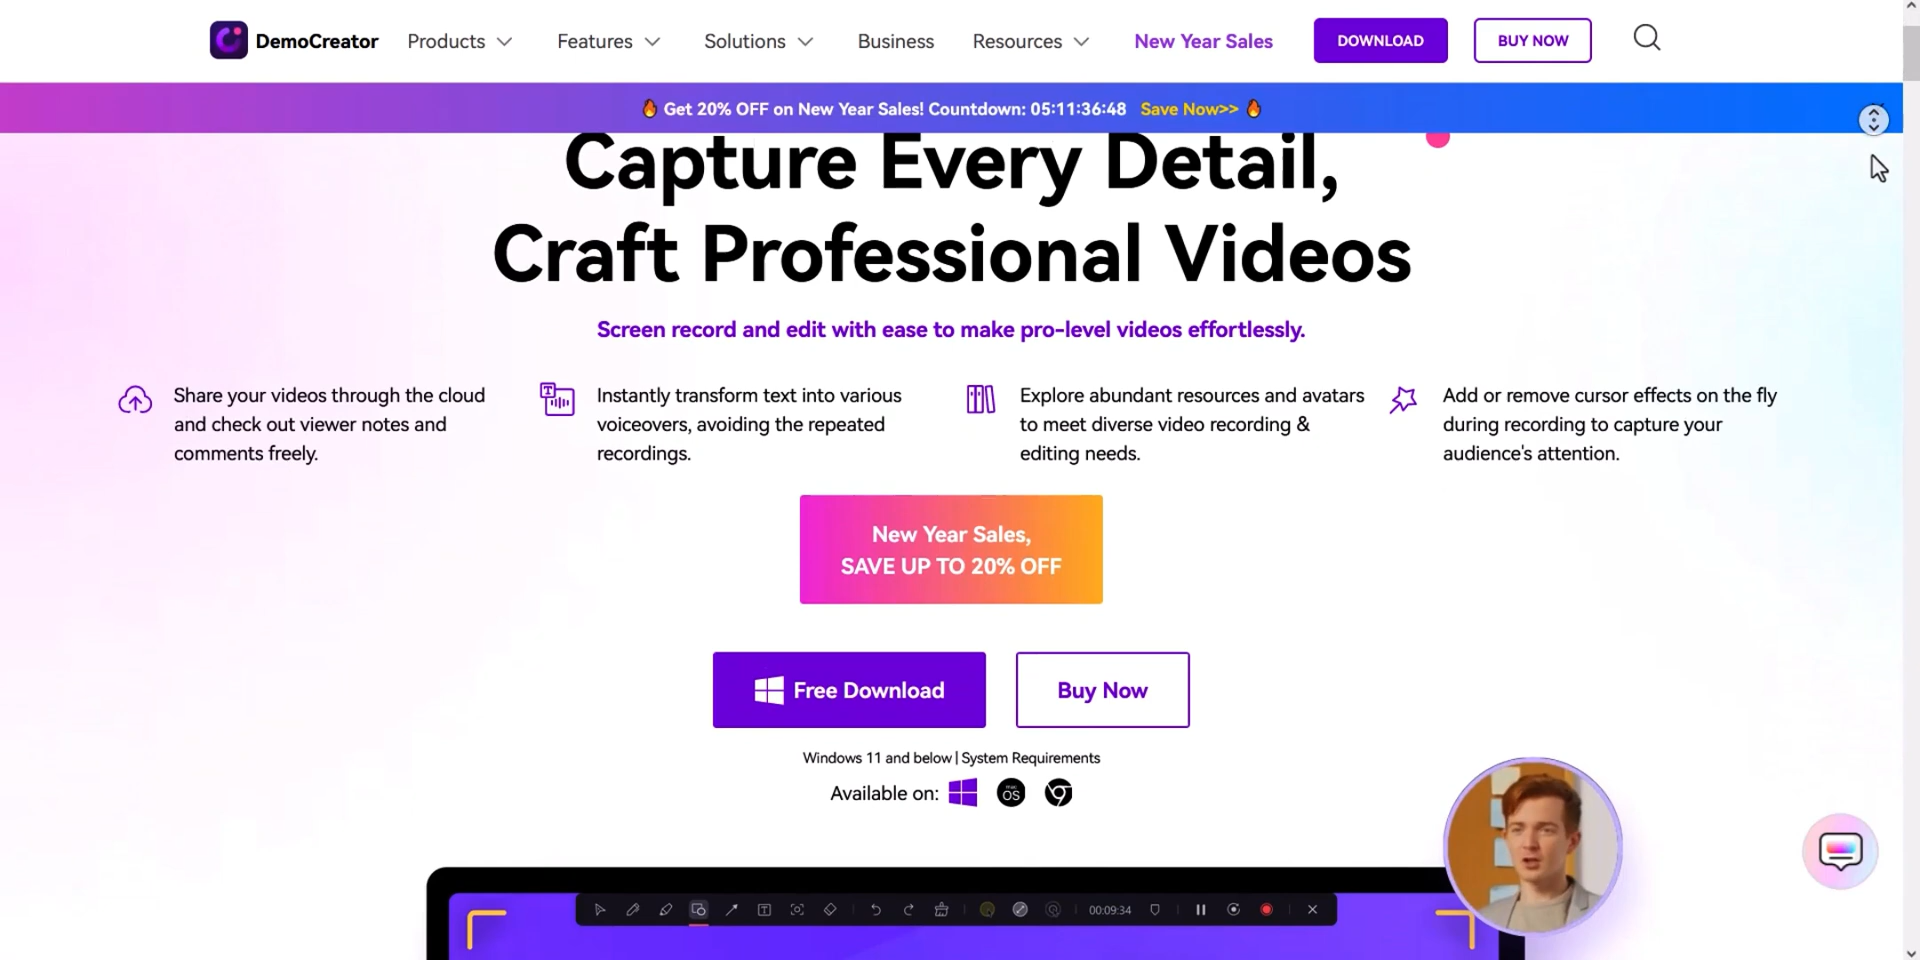 DemoCreator Products Features Solutions Business Resources New Year Sales DOWNLOAD BUY NOW
🔥 Get 20% OFF on New Year Sales! Countdown: 05:11:36:48 Save Now>> 🔥
Capture Every Detail,
Craft Professional Videos
Screen record and edit with ease to make pro-level videos effortlessly.
Share your videos through the cloud
and check out viewer notes and
comments freely.
Instantly transform text into various
voiceovers, avoiding the repeated
recordings.
Explore abundant resources and avatars
to meet diverse video recording &
editing needs.
Add or remove cursor effects on the fly
during recording to capture your
audience's attention.
New Year Sales,
SAVE UP TO 20% OFF
Free Download
Buy Now
Windows 11 and below | System Requirements
Available on:
OS
00:09:34